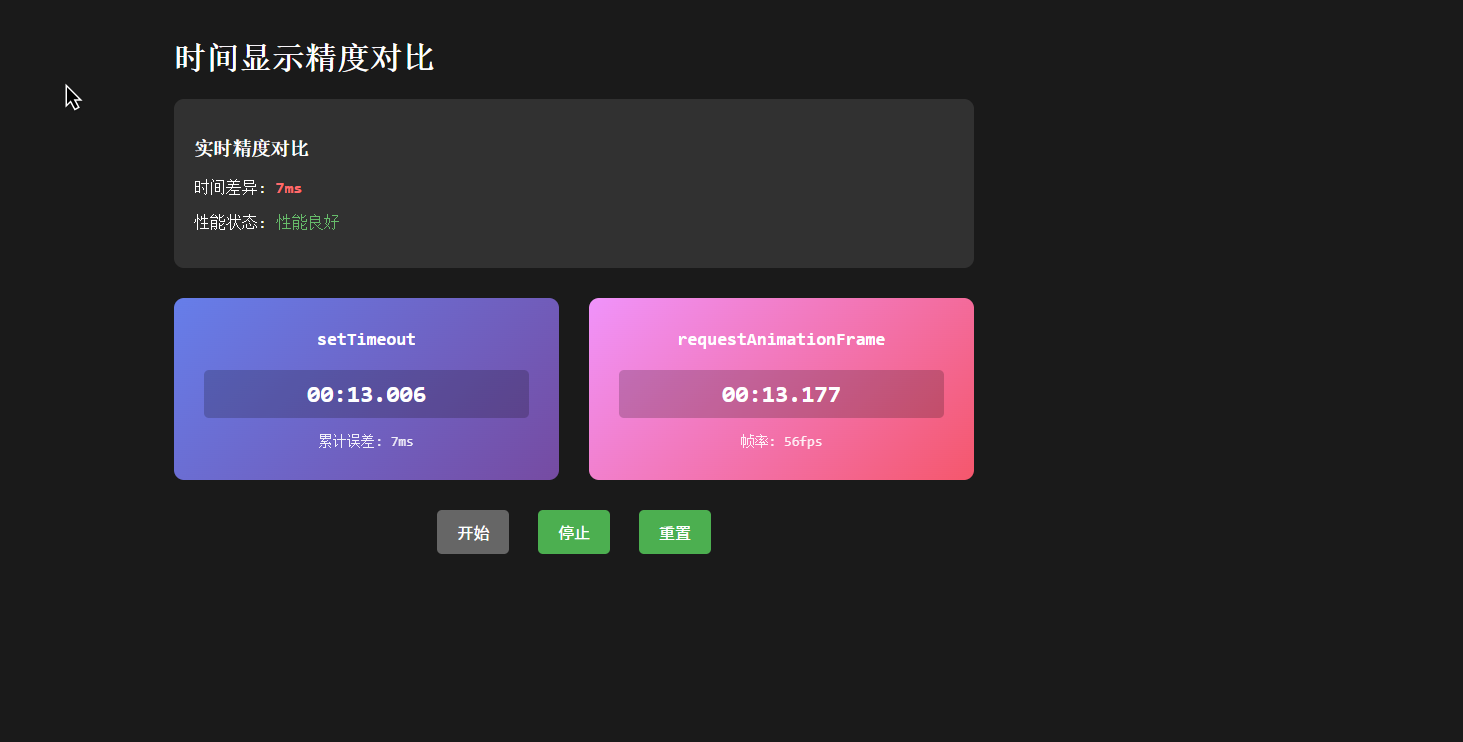 时间显示精度对比
实时精度对比
时间差异: 7ms
性能状态: 性能良好
setTimeout
00:13.006
累计误差: 7ms
requestAnimationFrame
00:13.177
帧率: 56fps
开始 停止 重置